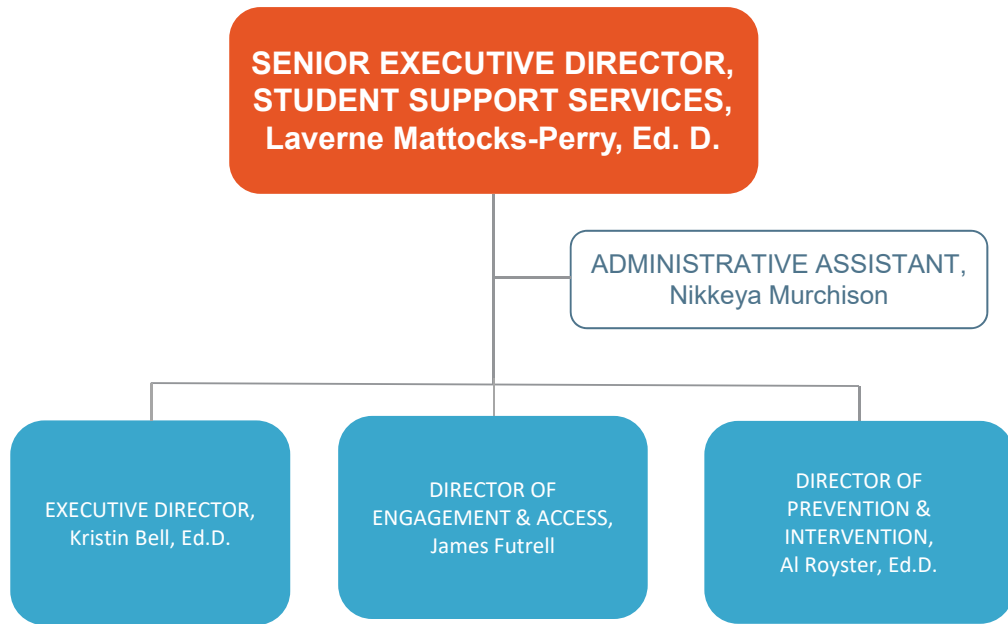 SENIOR EXECUTIVE DIRECTOR,
STUDENT SUPPORT SERVICES,
Laverne Mattocks-Perry, Ed. D.
ADMINISTRATIVE ASSISTANT,
Nikkeya Murchison
EXECUTIVE DIRECTOR,
Kristin Bell, Ed.D.
DIRECTOR OF
ENGAGEMENT & ACCESS,
James Futrell
DIRECTOR OF
PREVENTION &
INTERVENTION,
Al Royster, Ed.D.